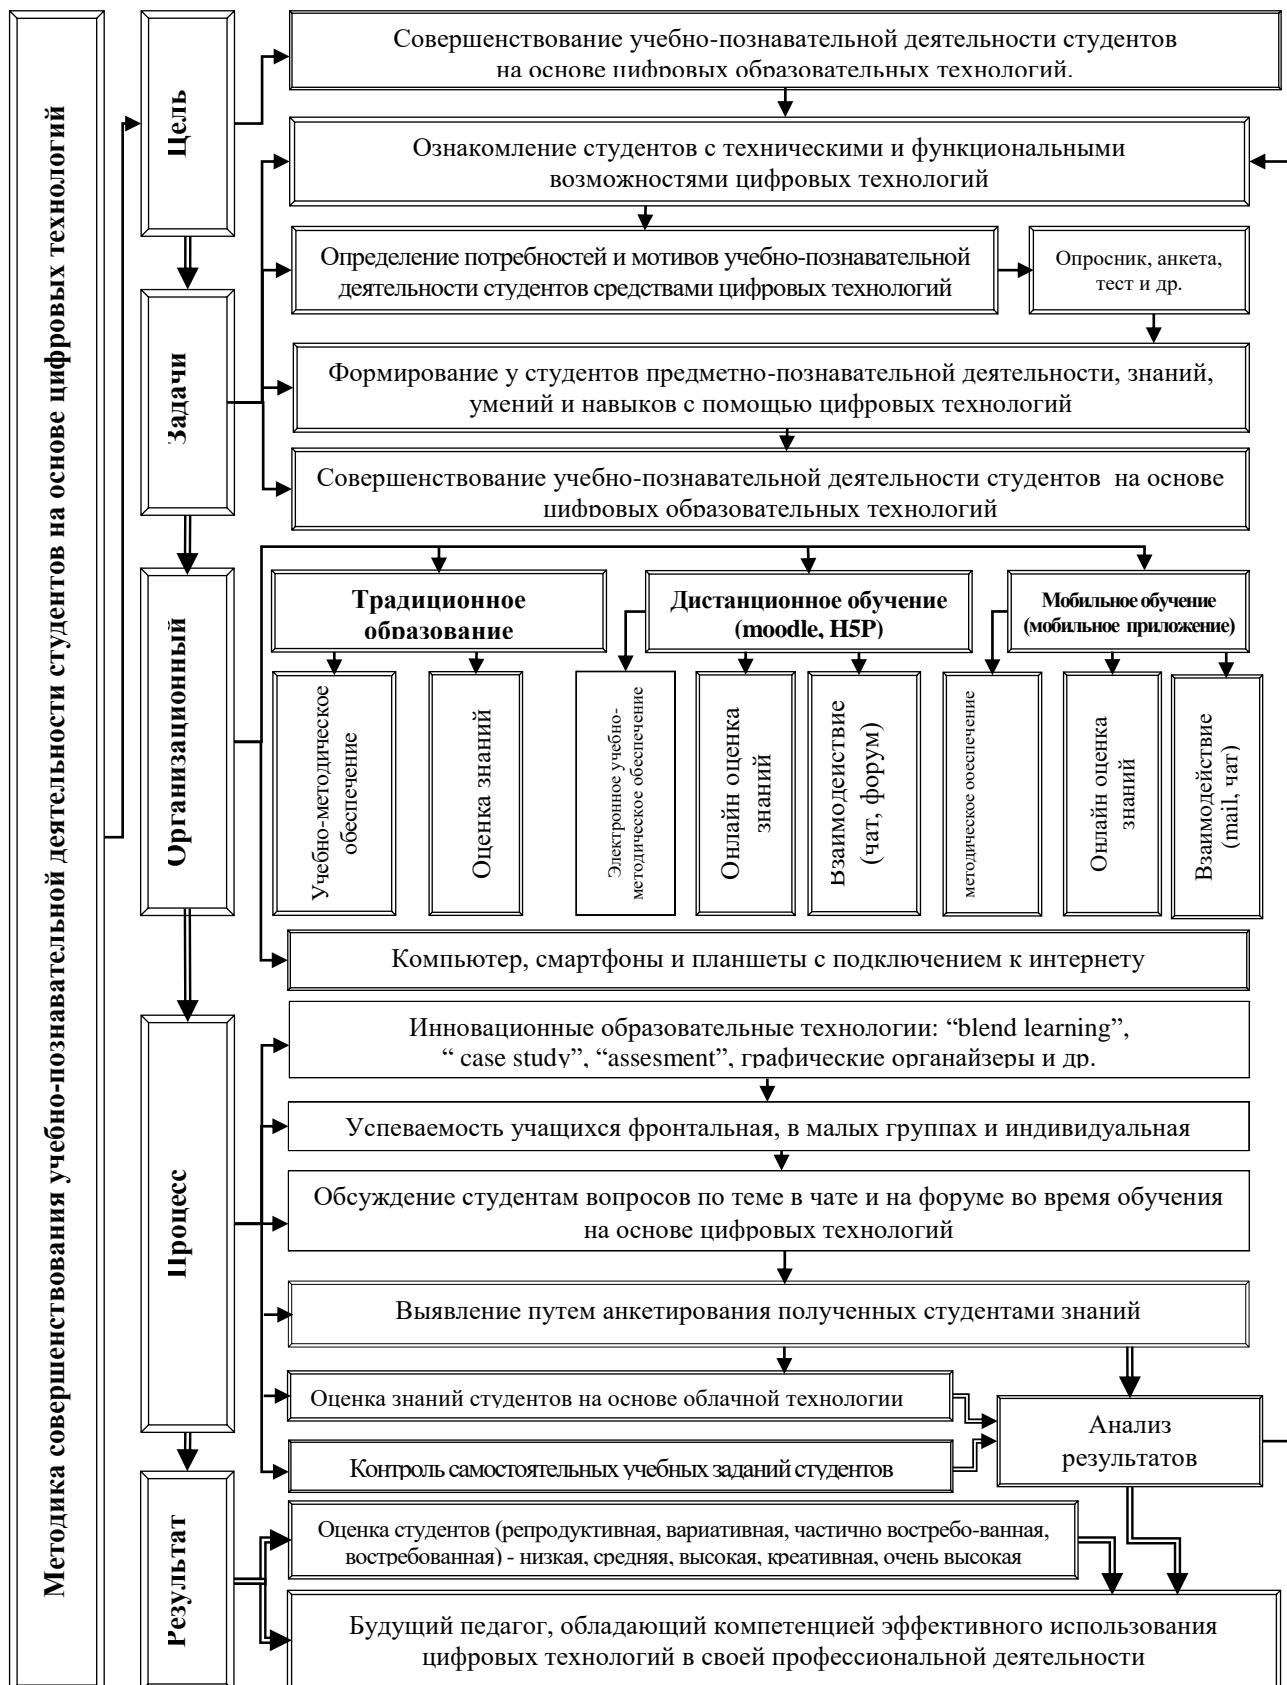 Методика совершенствования учебно-познавательной деятельности студентов на основе цифровых технологий
Цель
Совершенствование учебно-познавательной деятельности студентов
на основе цифровых образовательных технологий.
Ознакомление студентов с техническими и функциональными
возможностями цифровых технологий
Задачи
Определение потребностей и мотивов учебно-познавательной
деятельности студентов средствами цифровых технологий
Опросник, анкета,
тест и др.
Формирование у студентов предметно-познавательной деятельности, знаний,
умений и навыков с помощью цифровых технологий
Совершенствование учебно-познавательной деятельности студентов на основе
цифровых образовательных технологий
Организационный
Традиционное
образование
Дистанционное обучение
(moodle, H5P)
Мобильное обучение
(мобильное приложение)
Учебно-методическое
обеспечение
Оценка знаний
Электронное учебно-
методическое обеспечение
Онлайн оценка
знаний
Взаимодействие
(чат, форум)
методическое обеспечение
Онлайн оценка
знаний
Взаимодействие
(mail, чат)
Компьютер, смартфоны и планшеты с подключением к интернету
Процесс
Инновационные образовательные технологии: “blend learning”,
“ case study”, “assesment”, графические органайзеры и др.
Успеваемость учащихся фронтальная, в малых группах и индивидуальная
Обсуждение студентам вопросов по теме в чате и на форуме во время обучения
на основе цифровых технологий
Выявление путем анкетирования полученных студентами знаний
Оценка знаний студентов на основе облачной технологии
Контроль самостоятельных учебных заданий студентов
Анализ
результатов
Результат
Оценка студентов (репродуктивная, вариативная, частично востребо-ванная,
востребованная) - низкая, средняя, высокая, креативная, очень высокая
Будущий педагог, обладающий компетенцией эффективного использования
цифровых технологий в своей профессиональной деятельности